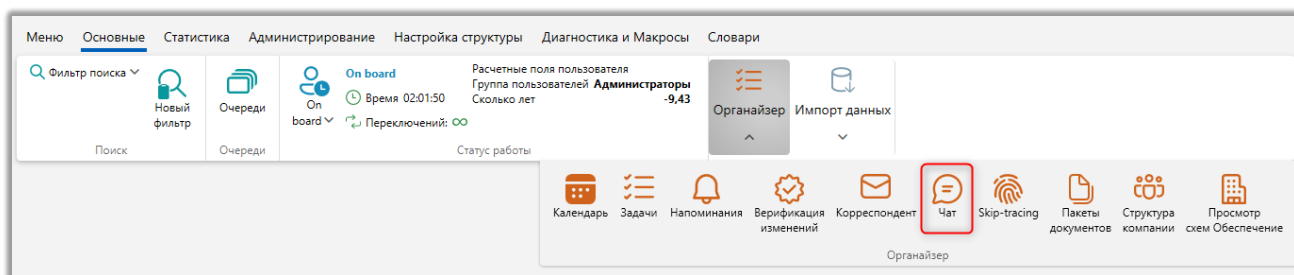 Меню Основные Статистика Администрирование Настройка структуры Диагностика и Макросы Словари
Фильтр поиска
Новый
фильтр
Поиск
Очереди
Очереди
On
board
On board
Время 02:01:50
Переключений: ∞
Расчетные поля пользователя
Группа пользователей Администраторы
Сколько лет -9,43
Статус работы
Органайзер
Импорт данных
Календарь
Задачи
Напоминания
Верификация
изменений
Корреспондент
Чат
Skip-tracing
Пакеты
документов
Структура
компании
Просмотр
схем Обеспечение
Органайзер